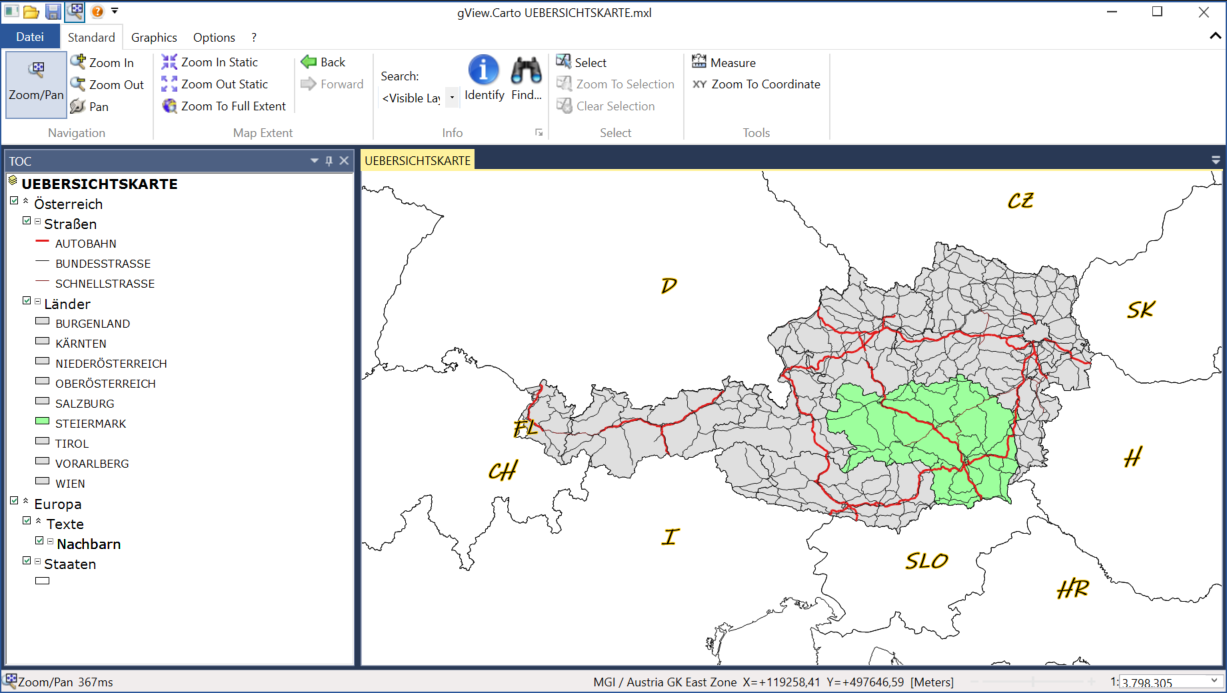 gView.Carto UEBERSICHTSKARTE.mxl
Datei Standard Graphics Options ?
Zoom/Pan
Zoom In
Zoom Out
Pan
Navigation
Zoom In Static
Zoom Out Static
Zoom To Full Extent
Back
Forward
Map Extent
Search:
<Visible Lay
Identify
Find...
Info
Select
Zoom To Selection
Clear Selection
Select
Measure
XY Zoom To Coordinate
Tools
TOC
UEBERSICHTSKARTE
Österreich
Straßen
AUTOBAHN
BUNDESSTRASSE
SCHNELLSTRASSE
Länder
BURGENLAND
KÄRNTEN
NIEDERÖSTERREICH
OBERÖSTERREICH
SALZBURG
STEIERMARK
TIROL
VORARLBERG
WIEN
Europa
Texte
Nachbarn
Staaten
UEBERSICHTSKARTE
CZ
D
SK
FL
CH
H
I
SLO
HR
Zoom/Pan 367ms
MGI / Austria GK East Zone X=+119258,41 Y=+497646,59 [Meters]
1: 3.798.305